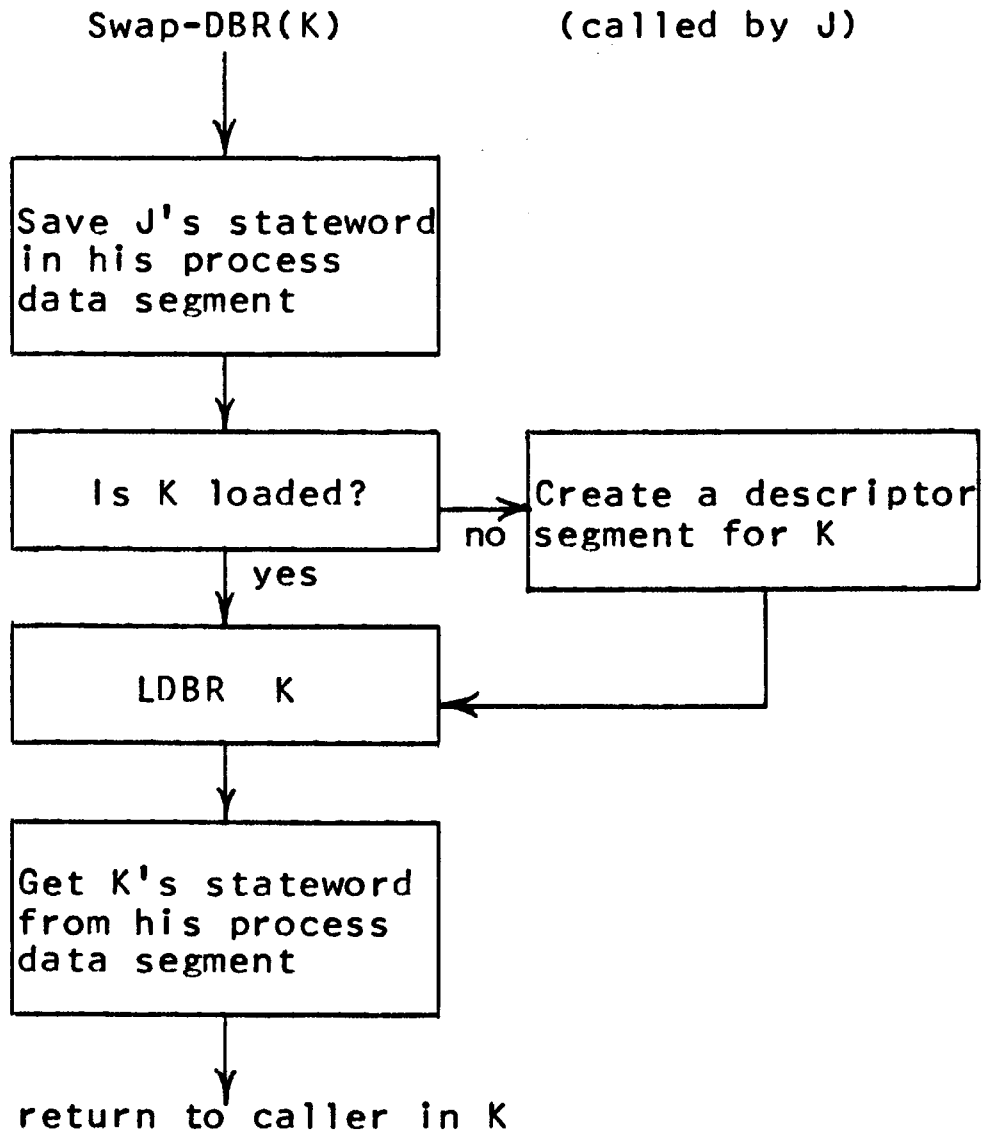 Swap-DBR(K) (called by J)
Save J's stateword
in his process
data segment
Is K loaded?
no
Create a descriptor
segment for K
yes
LDBR K
Get K's stateword
from his process
data segment
return to caller in K